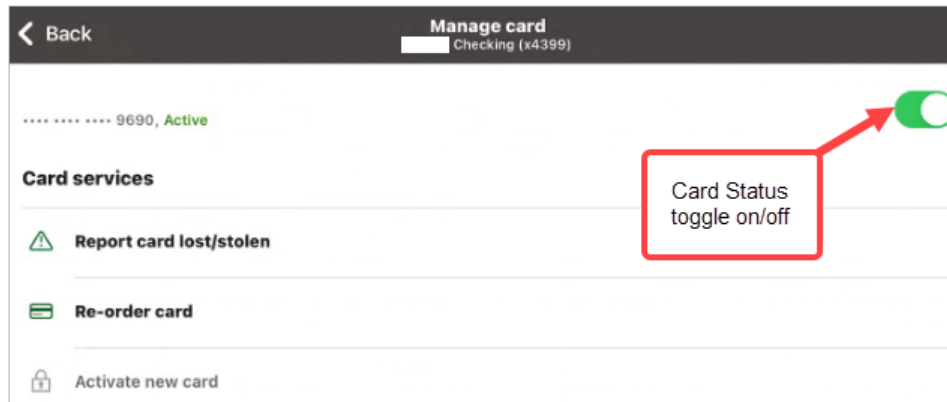 Back
Manage card
Checking (x4399)
.... .... .... 9690, Active
Card services
Card Status
toggle on/off
Report card lost/stolen
Re-order card
Activate new card